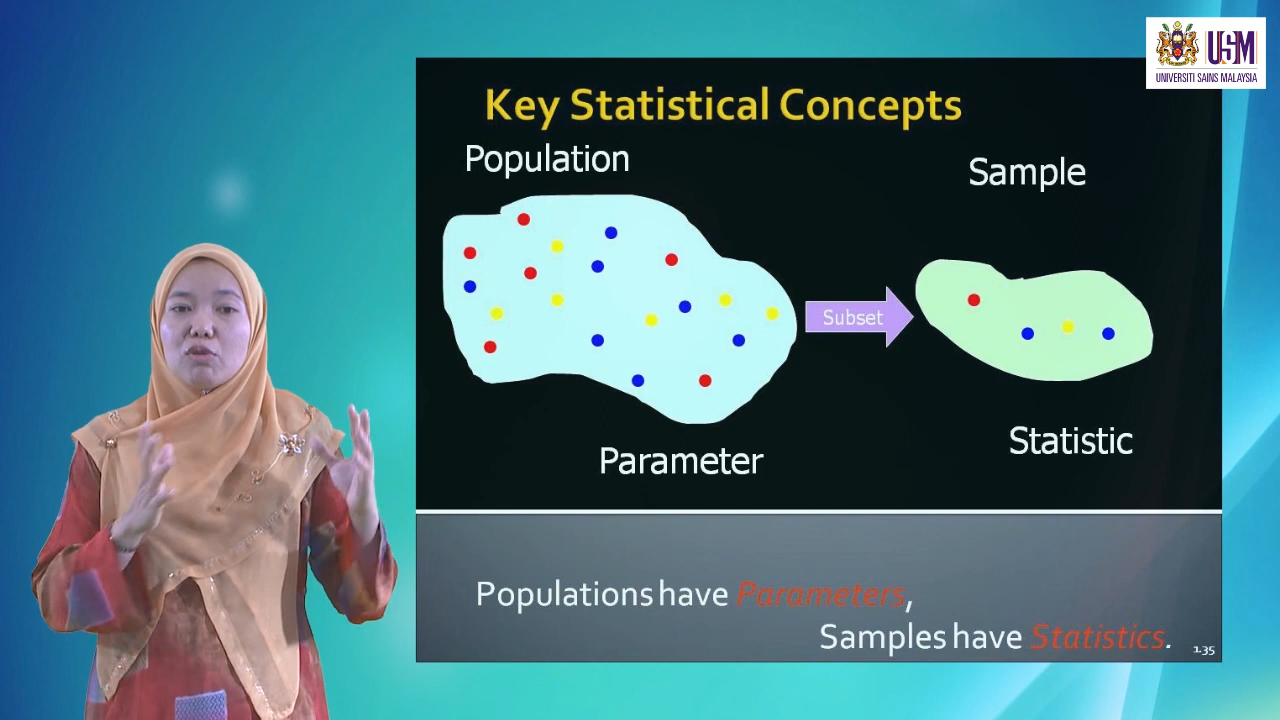 USM
UNIVERSITI SAINS MALAYSIA
Key Statistical Concepts
Population
Sample
Subset
Statistic
Parameter
Populations have Parameters,
Samples have Statistics.
1.35